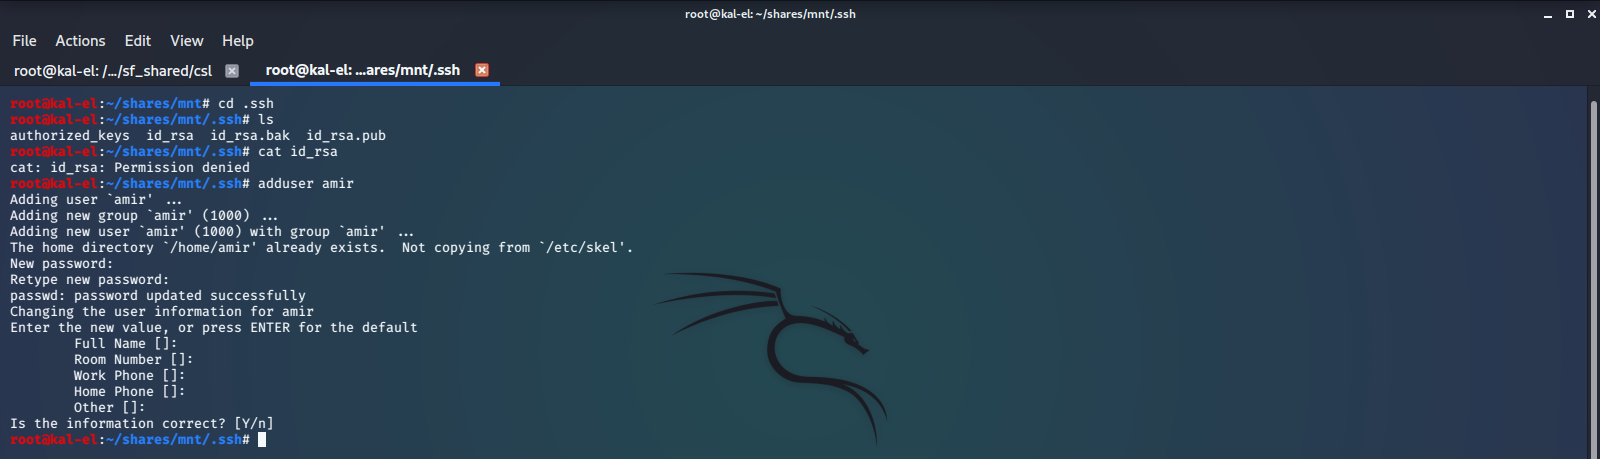 root@kal-el: ~/shares/mnt/.ssh
File Actions Edit View Help
root@kal-el: /.../sf_shared/csl root@kal-el: ...ares/mnt/.ssh
root@kal-el:~/shares/mnt# cd .ssh
root@kal-el:~/shares/mnt/.ssh# ls
authorized_keys  id_rsa  id_rsa.bak  id_rsa.pub
root@kal-el:~/shares/mnt/.ssh# cat id_rsa
cat: id_rsa: Permission denied
root@kal-el:~/shares/mnt/.ssh# adduser amir
Adding user `amir' ...
Adding new group `amir' (1000) ...
Adding new user `amir' (1000) with group `amir' ...
The home directory `/home/amir' already exists.  Not copying from `/etc/skel'.
New password:
Retype new password:
passwd: password updated successfully
Changing the user information for amir
Enter the new value, or press ENTER for the default
        Full Name []:
        Room Number []:
        Work Phone []:
        Home Phone []:
        Other []:
Is the information correct? [Y/n]
root@kal-el:~/shares/mnt/.ssh#